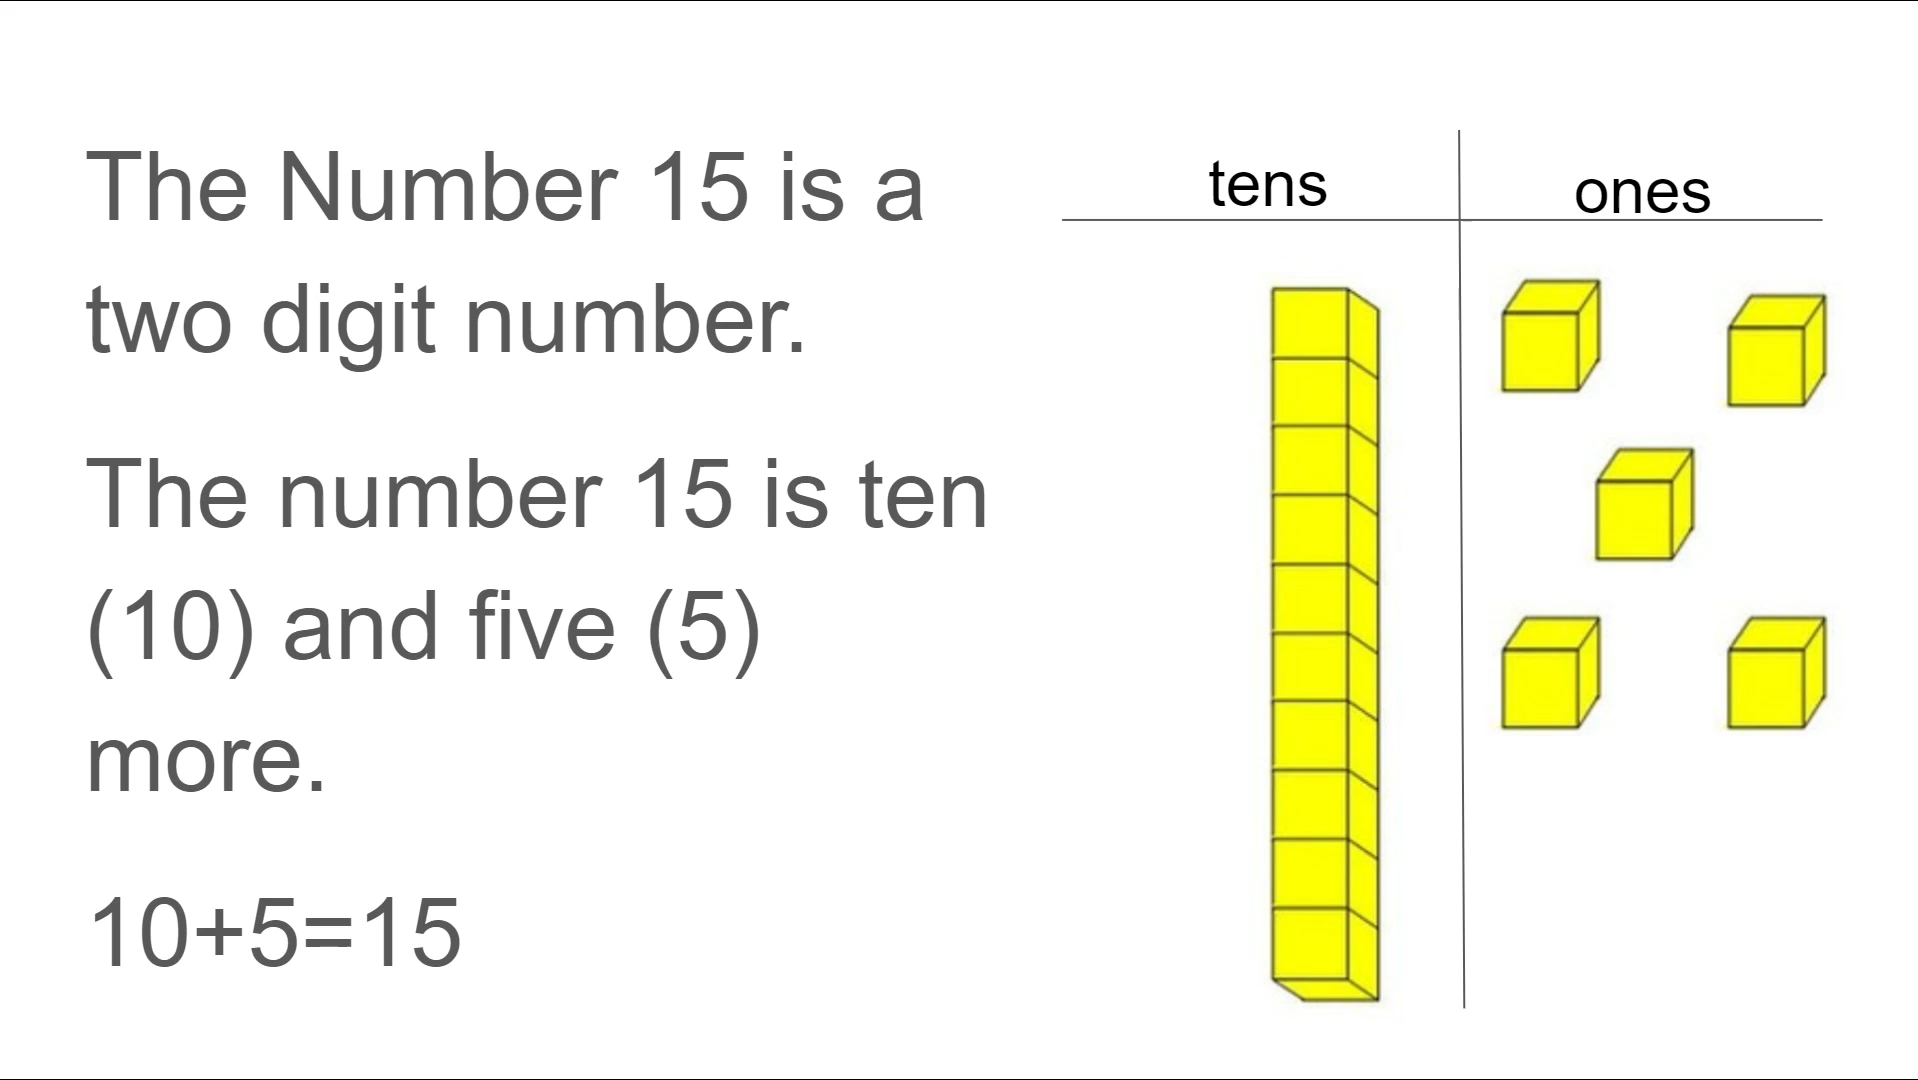 The Number 15 is a
two digit number.
The number 15 is ten
(10) and five (5)
more.
10+5=15
tens
ones